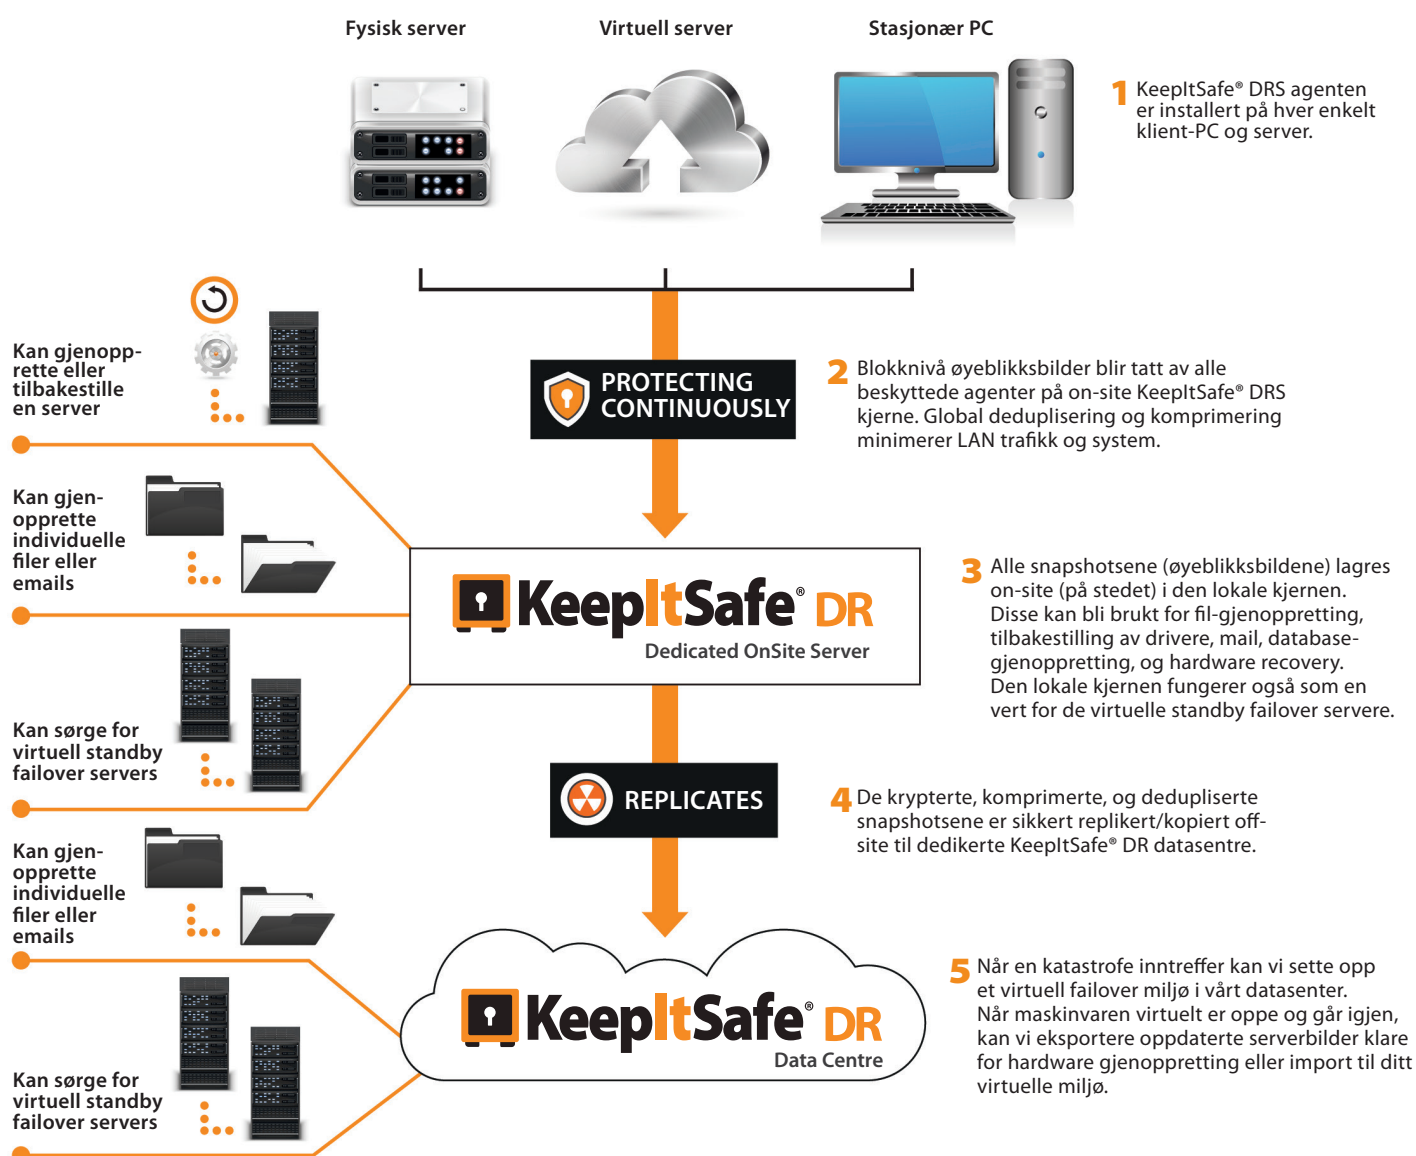 Fysisk server
Virtuell server
Stasjonær PC
1 KeepItSafe® DRS agenten
er installert på hver enkelt
klient-PC og server.
Kan gjenopp-
rette eller
tilbakestille
en server
PROTECTING
CONTINUOUSLY
2 Blokknivå øyeblikksbilder blir tatt av alle
beskyttede agenter på on-site KeepItSafe® DRS
kjerne. Global deduplisering og komprimering
minimerer LAN trafikk og system.
Kan gjen-
opprette
individuelle
filer eller
emails
KeepItSafe® DR
Dedicated OnSite Server
3 Alle snapshotsene (øyeblikksbildene) lagres
on-site (på stedet) i den lokale kjernen.
Disse kan bli brukt for fil-gjenoppretting,
tilbakestilling av drivere, mail, database-
gjenoppretting, og hardware recovery.
Den lokale kjernen fungerer også som en
vert for de virtuelle standby failover servere.
Kan sørge for
virtuell standby
failover servers
REPLICATES
4 De krypterte, komprimerte, og dedupliserte
snapshotsene er sikkert replikert/kopiert off-
site til dedikerte KeepItSafe® DR datasentre.
Kan gjen-
opprette
individuelle
filer eller
emails
KeepItSafe® DR
Data Centre
5 Når en katastrofe inntreffer kan vi sette opp
et virtuell failover miljø i vårt datasenter.
Når maskinvaren virtuelt er oppe og går igjen,
kan vi eksportere oppdaterte serverbilder klare
for hardware gjenoppretting eller import til ditt
virtuelle miljø.
Kan sørge for
virtuell standby
failover servers